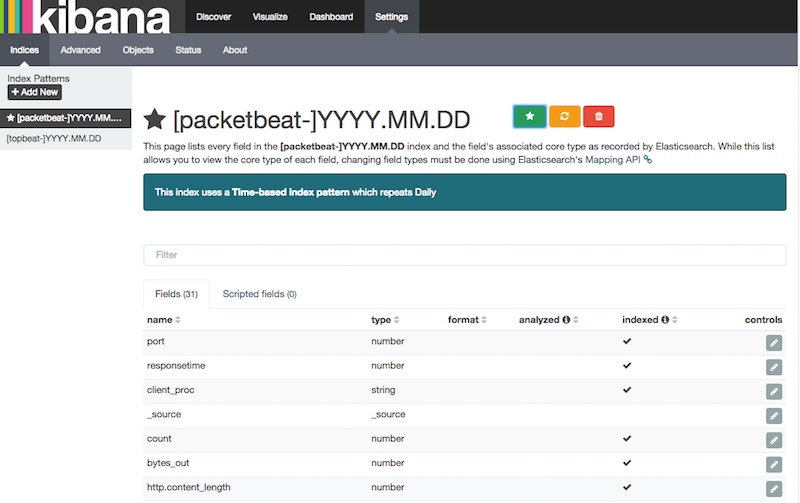 kibana
Discover Visualize Dashboard Settings
Indices Advanced Objects Status About
Index Patterns
+ Add New
[packetbeat-]YYYY.MM....
[topbeat-]YYYY.MM.DD
[packetbeat-]YYYY.MM.DD
This page lists every field in the [packetbeat-]YYYY.MM.DD index and the field's associated core type as recorded by Elasticsearch. While this list
allows you to view the core type of each field, changing field types must be done using Elasticsearch's Mapping API
This index uses a Time-based index pattern which repeats Daily
Filter
Fields (31) Scripted fields (0)
name type format analyzed indexed controls
port number
responsetime number
client_proc string
_source _source
count number
bytes_out number
http.content_length number